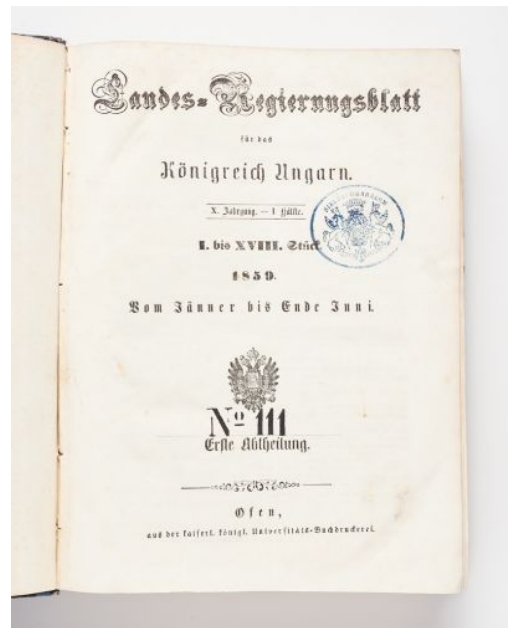 Landes-Regierungsblatt
für das
Königreich Ungarn.
X. Jahrgang. — I Hälfte.
I. bis XVIII. Stück
1859.
Vom Jänner bis Ende Juni.
Nº 111
Erste Abtheilung.
Ofen,
aus der kaiserl. königl. Universitäts-Buchdruckerei.